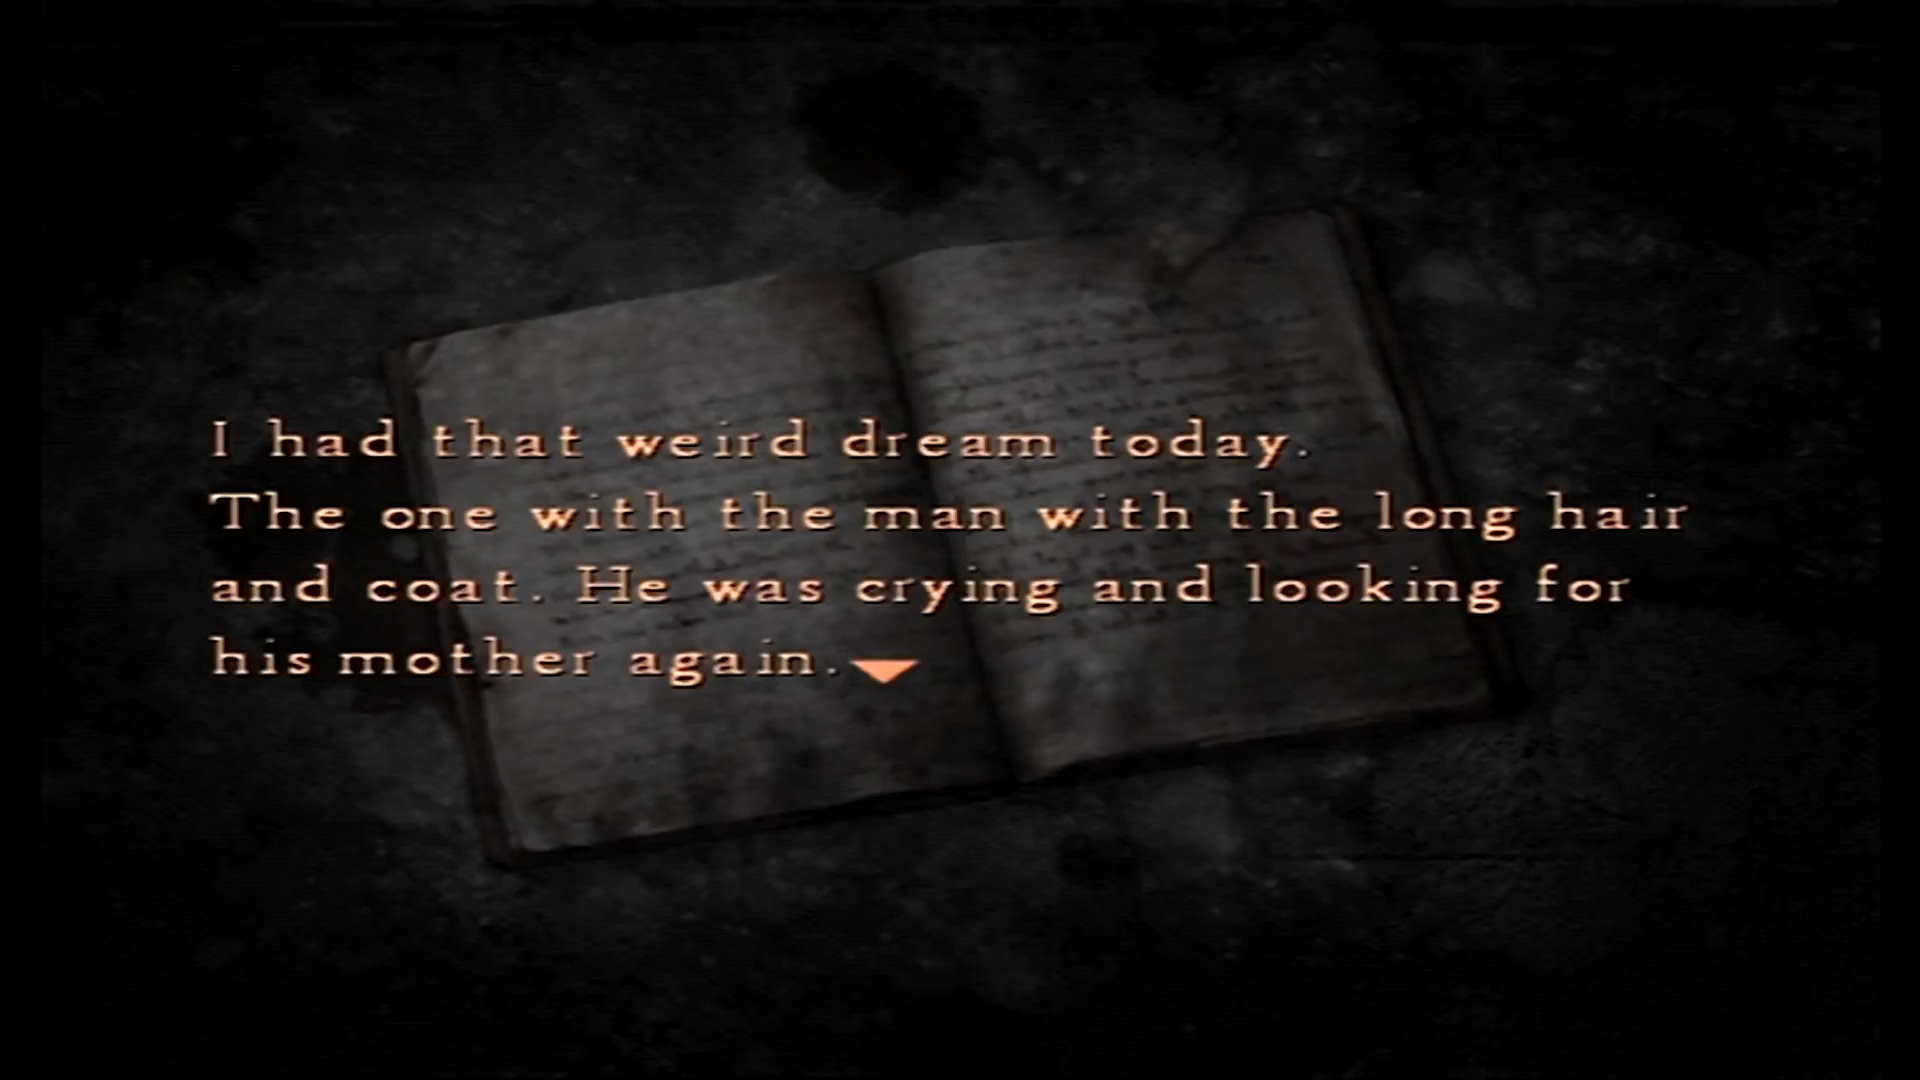 I had that weird dream today.
The one with the man with the long hair
and coat. He was crying and looking for
his mother again.